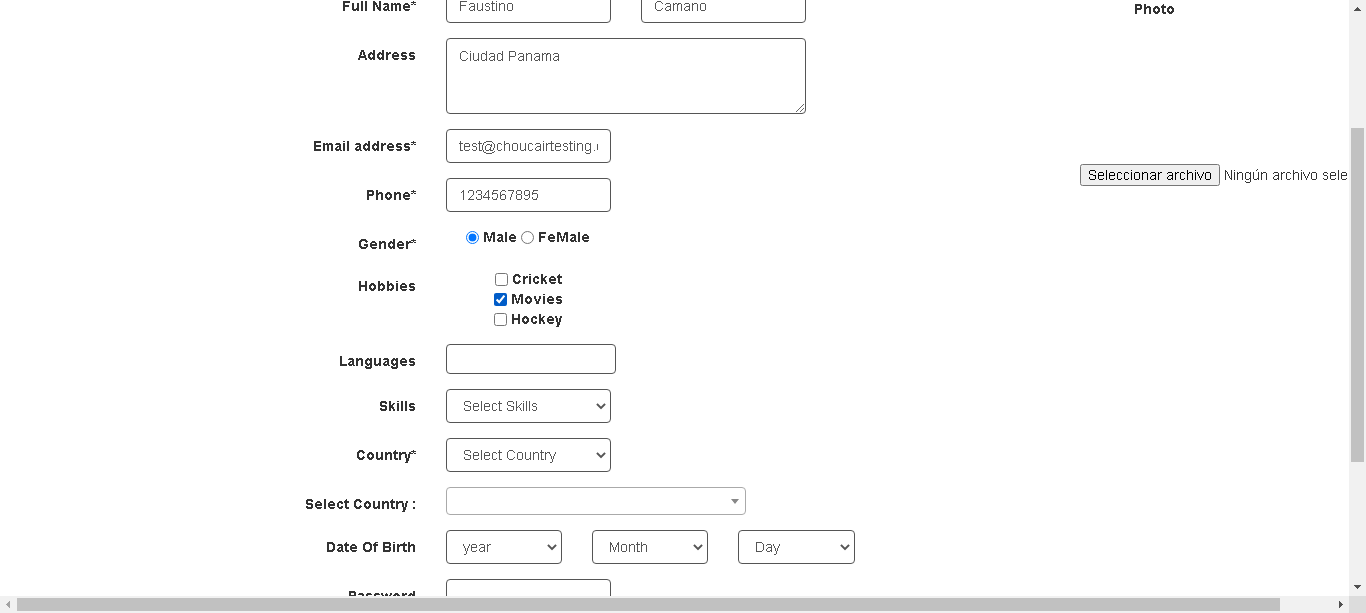 Full Name* Faustino Camano
Photo
Address Ciudad Panama
Email address* test@choucairtesting.
Seleccionar archivo Ningún archivo sele
Phone* 1234567895
Gender* Male FeMale
Hobbies Cricket
Movies
Hockey
Languages
Skills Select Skills
Country* Select Country
Select Country :
Date Of Birth year Month Day
Password